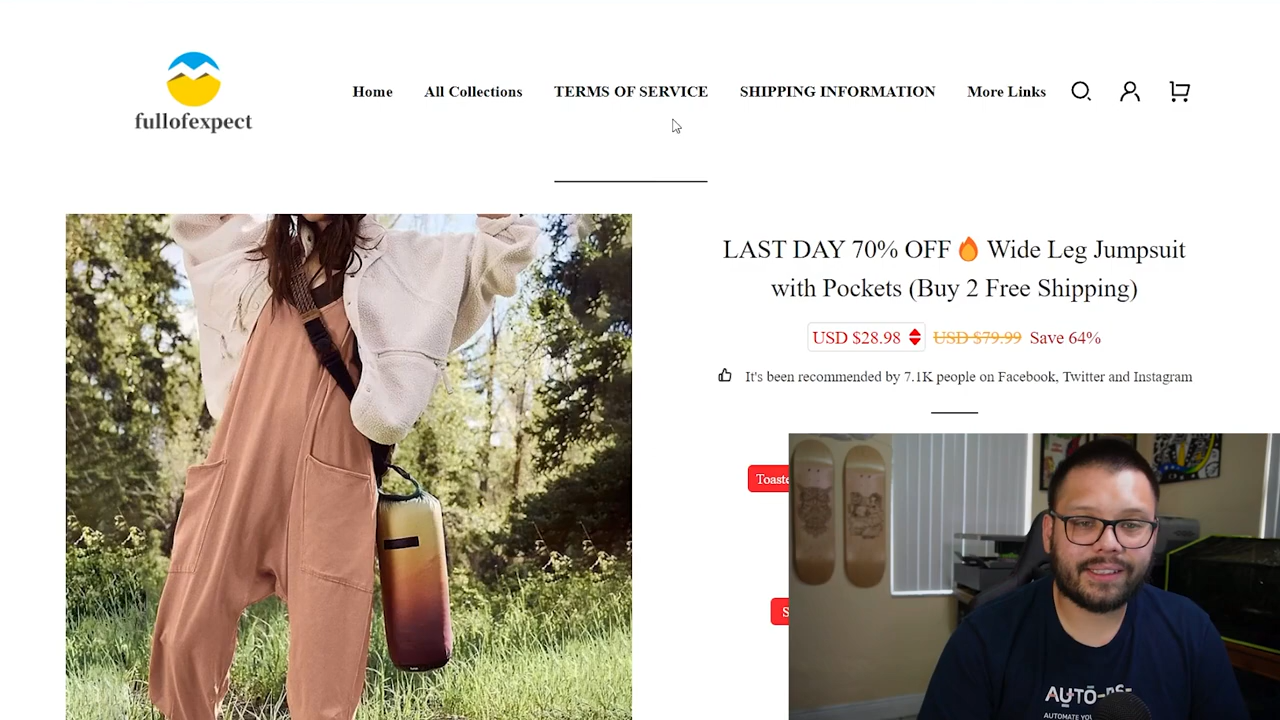 fullofexpect
Home All Collections TERMS OF SERVICE SHIPPING INFORMATION More Links
LAST DAY 70% OFF🔥 Wide Leg Jumpsuit
with Pockets (Buy 2 Free Shipping)
USD $28.98 USD $79.99 Save 64%
It's been recommended by 7.1K people on Facebook, Twitter and Instagram
AUTO-DS